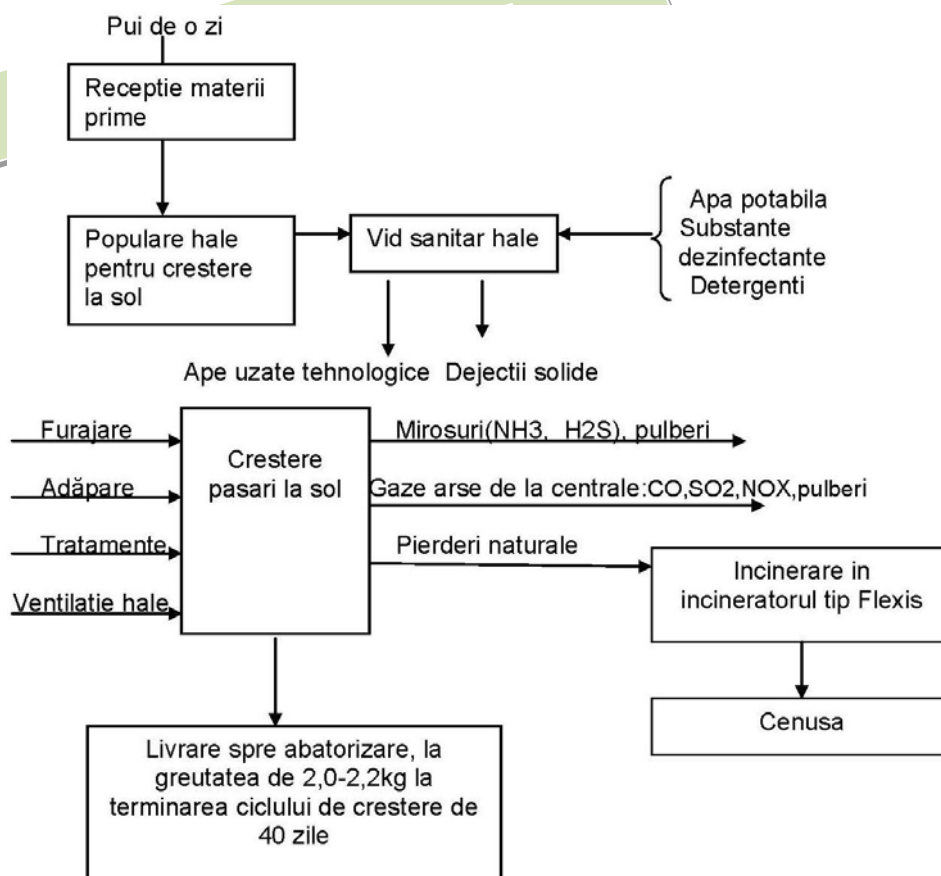 Pui de o zi
Receptie materii
prime
Populare hale
pentru crestere
la sol
Vid sanitar hale
Apa potabila
Substante
dezinfectante
Detergenti
Ape uzate tehnologice
Dejectii solide
Furajare
Adăpare
Tratamente
Ventilatie hale
Crestere
pasari la sol
Mirosuri(NH3, H2S), pulberi
Gaze arse de la centrale:CO,SO2,NOX,pulberi
Pierderi naturale
Incinerare in
incineratorul tip Flexis
Cenusa
Livrare spre abatorizare, la
greutatea de 2,0-2,2kg la
terminarea ciclului de crestere de
40 zile